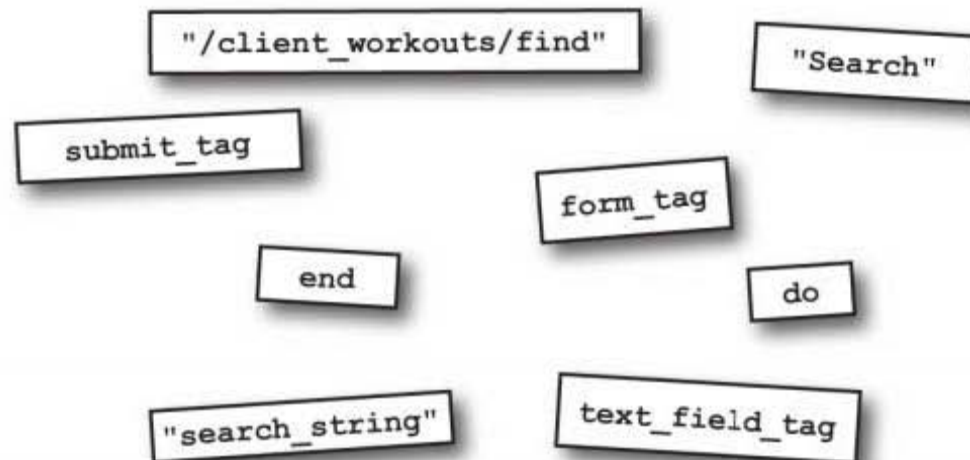 "/client_workouts/find"
"Search"
submit_tag
form_tag
end
do
"search_string"
text_field_tag